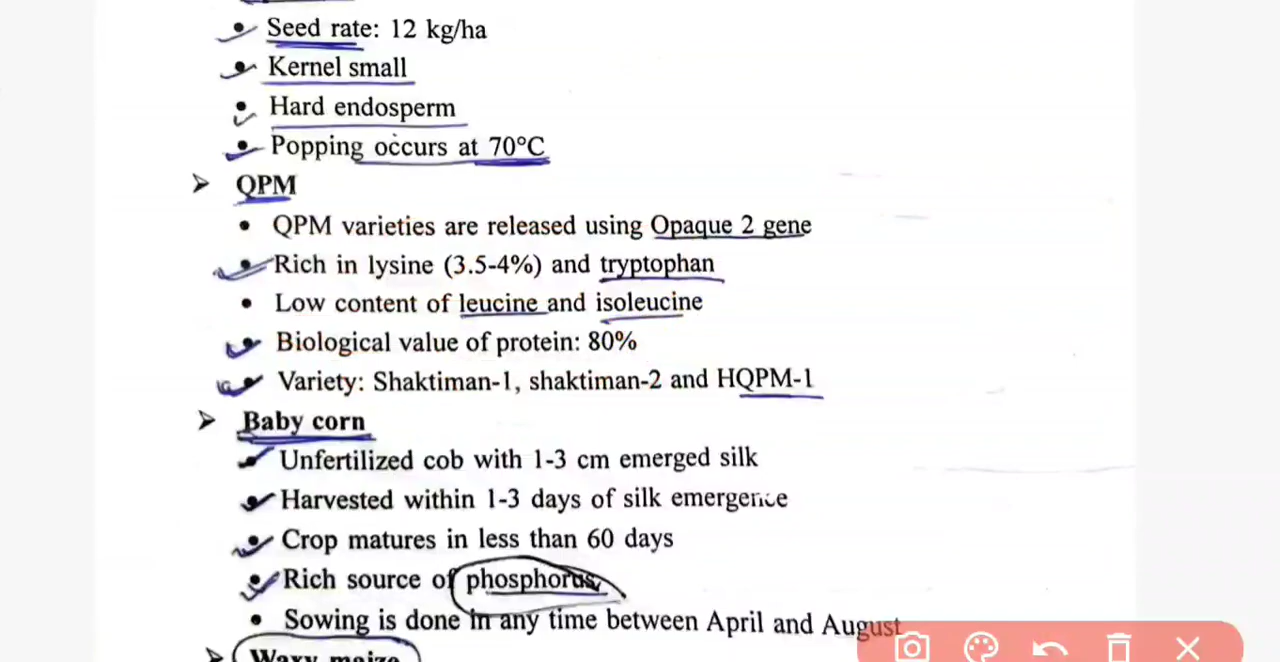 • Seed rate: 12 kg/ha
• Kernel small
• Hard endosperm
• Popping occurs at 70°C
➢ QPM
• QPM varieties are released using Opaque 2 gene
• Rich in lysine (3.5-4%) and tryptophan
• Low content of leucine and isoleucine
• Biological value of protein: 80%
• Variety: Shaktiman-1, shaktiman-2 and HQPM-1
➢ Baby corn
• Unfertilized cob with 1-3 cm emerged silk
• Harvested within 1-3 days of silk emergence
• Crop matures in less than 60 days
• Rich source of phosphorus
• Sowing is done in any time between April and August
➢ Waxy maize